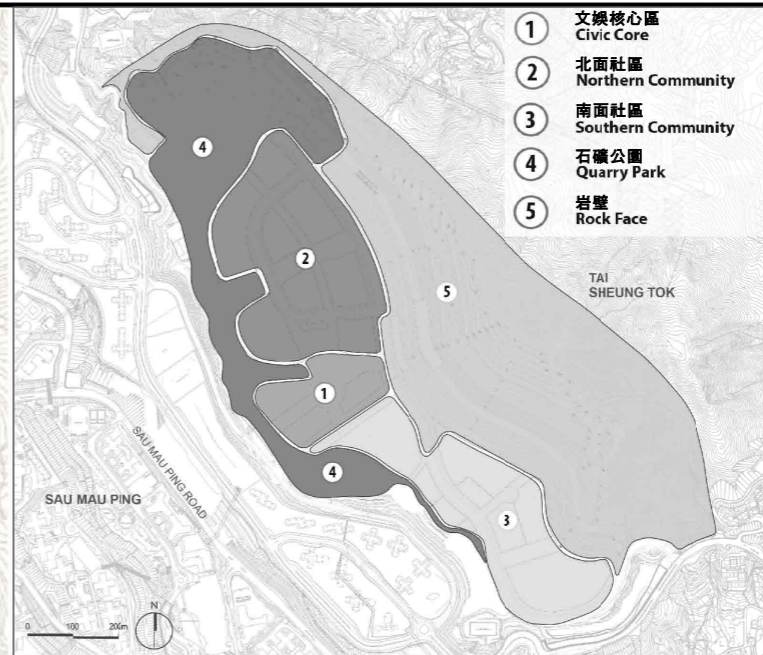 1
文娛核心區
Civic Core
2
北面社區
Northern Community
3
南面社區
Southern Community
4
石礦公園
Quarry Park
5
岩壁
Rock Face
4
2
5
TAI
SHEUNG TOK
1
SAU MAU PING ROAD
4
SAU MAU PING
3
N
0 100 200m